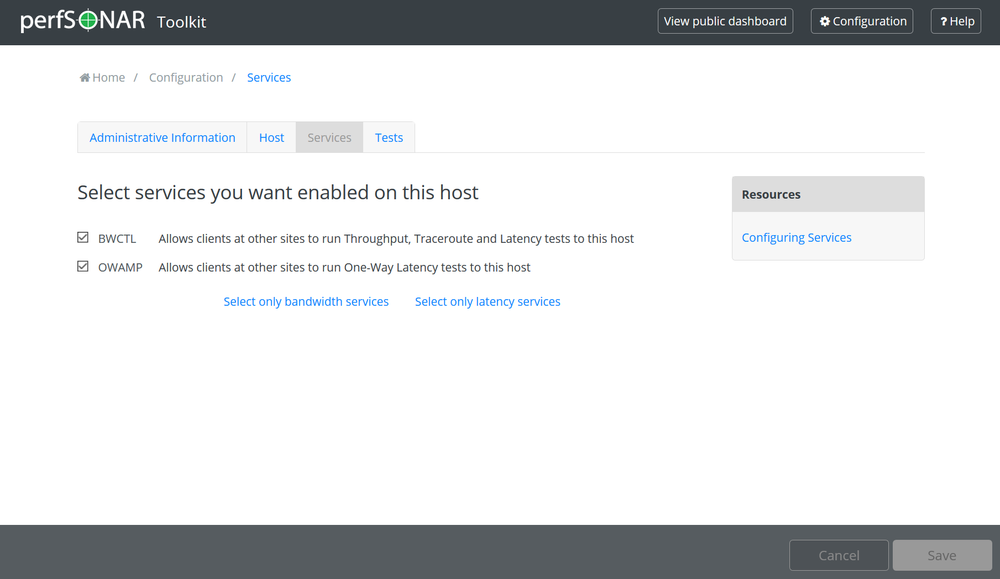 perfSONAR Toolkit View public dashboard Configuration ? Help
Home / Configuration / Services
Administrative Information Host Services Tests
Select services you want enabled on this host
Resources
BWCTL Allows clients at other sites to run Throughput, Traceroute and Latency tests to this host
Configuring Services
OWAMP Allows clients at other sites to run One-Way Latency tests to this host
Select only bandwidth services Select only latency services
Cancel Save